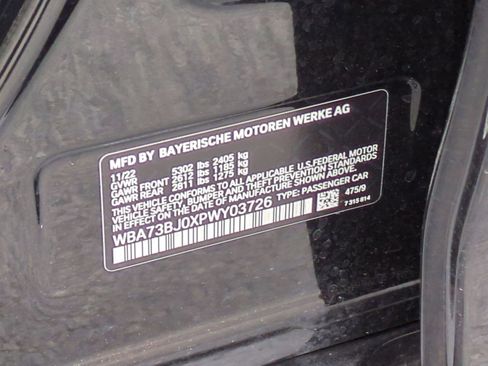 MFD BY BAYERISCHE MOTOREN WERKE AG
11/22
GVWR 5302 lbs 2405 kg
GAWR FRONT 2612 lbs 1185 kg
GAWR REAR 2811 lbs 1275 kg
THIS VEHICLE CONFORMS TO ALL APPLICABLE U.S. FEDERAL MOTOR
VEHICLE SAFETY, BUMPER AND THEFT PREVENTION STANDARDS
IN EFFECT ON THE DATE OF MANUFACTURE SHOWN ABOVE.
WBA73BJ0XPWY03726 TYPE: PASSENGER CAR
475/9
7 315 814